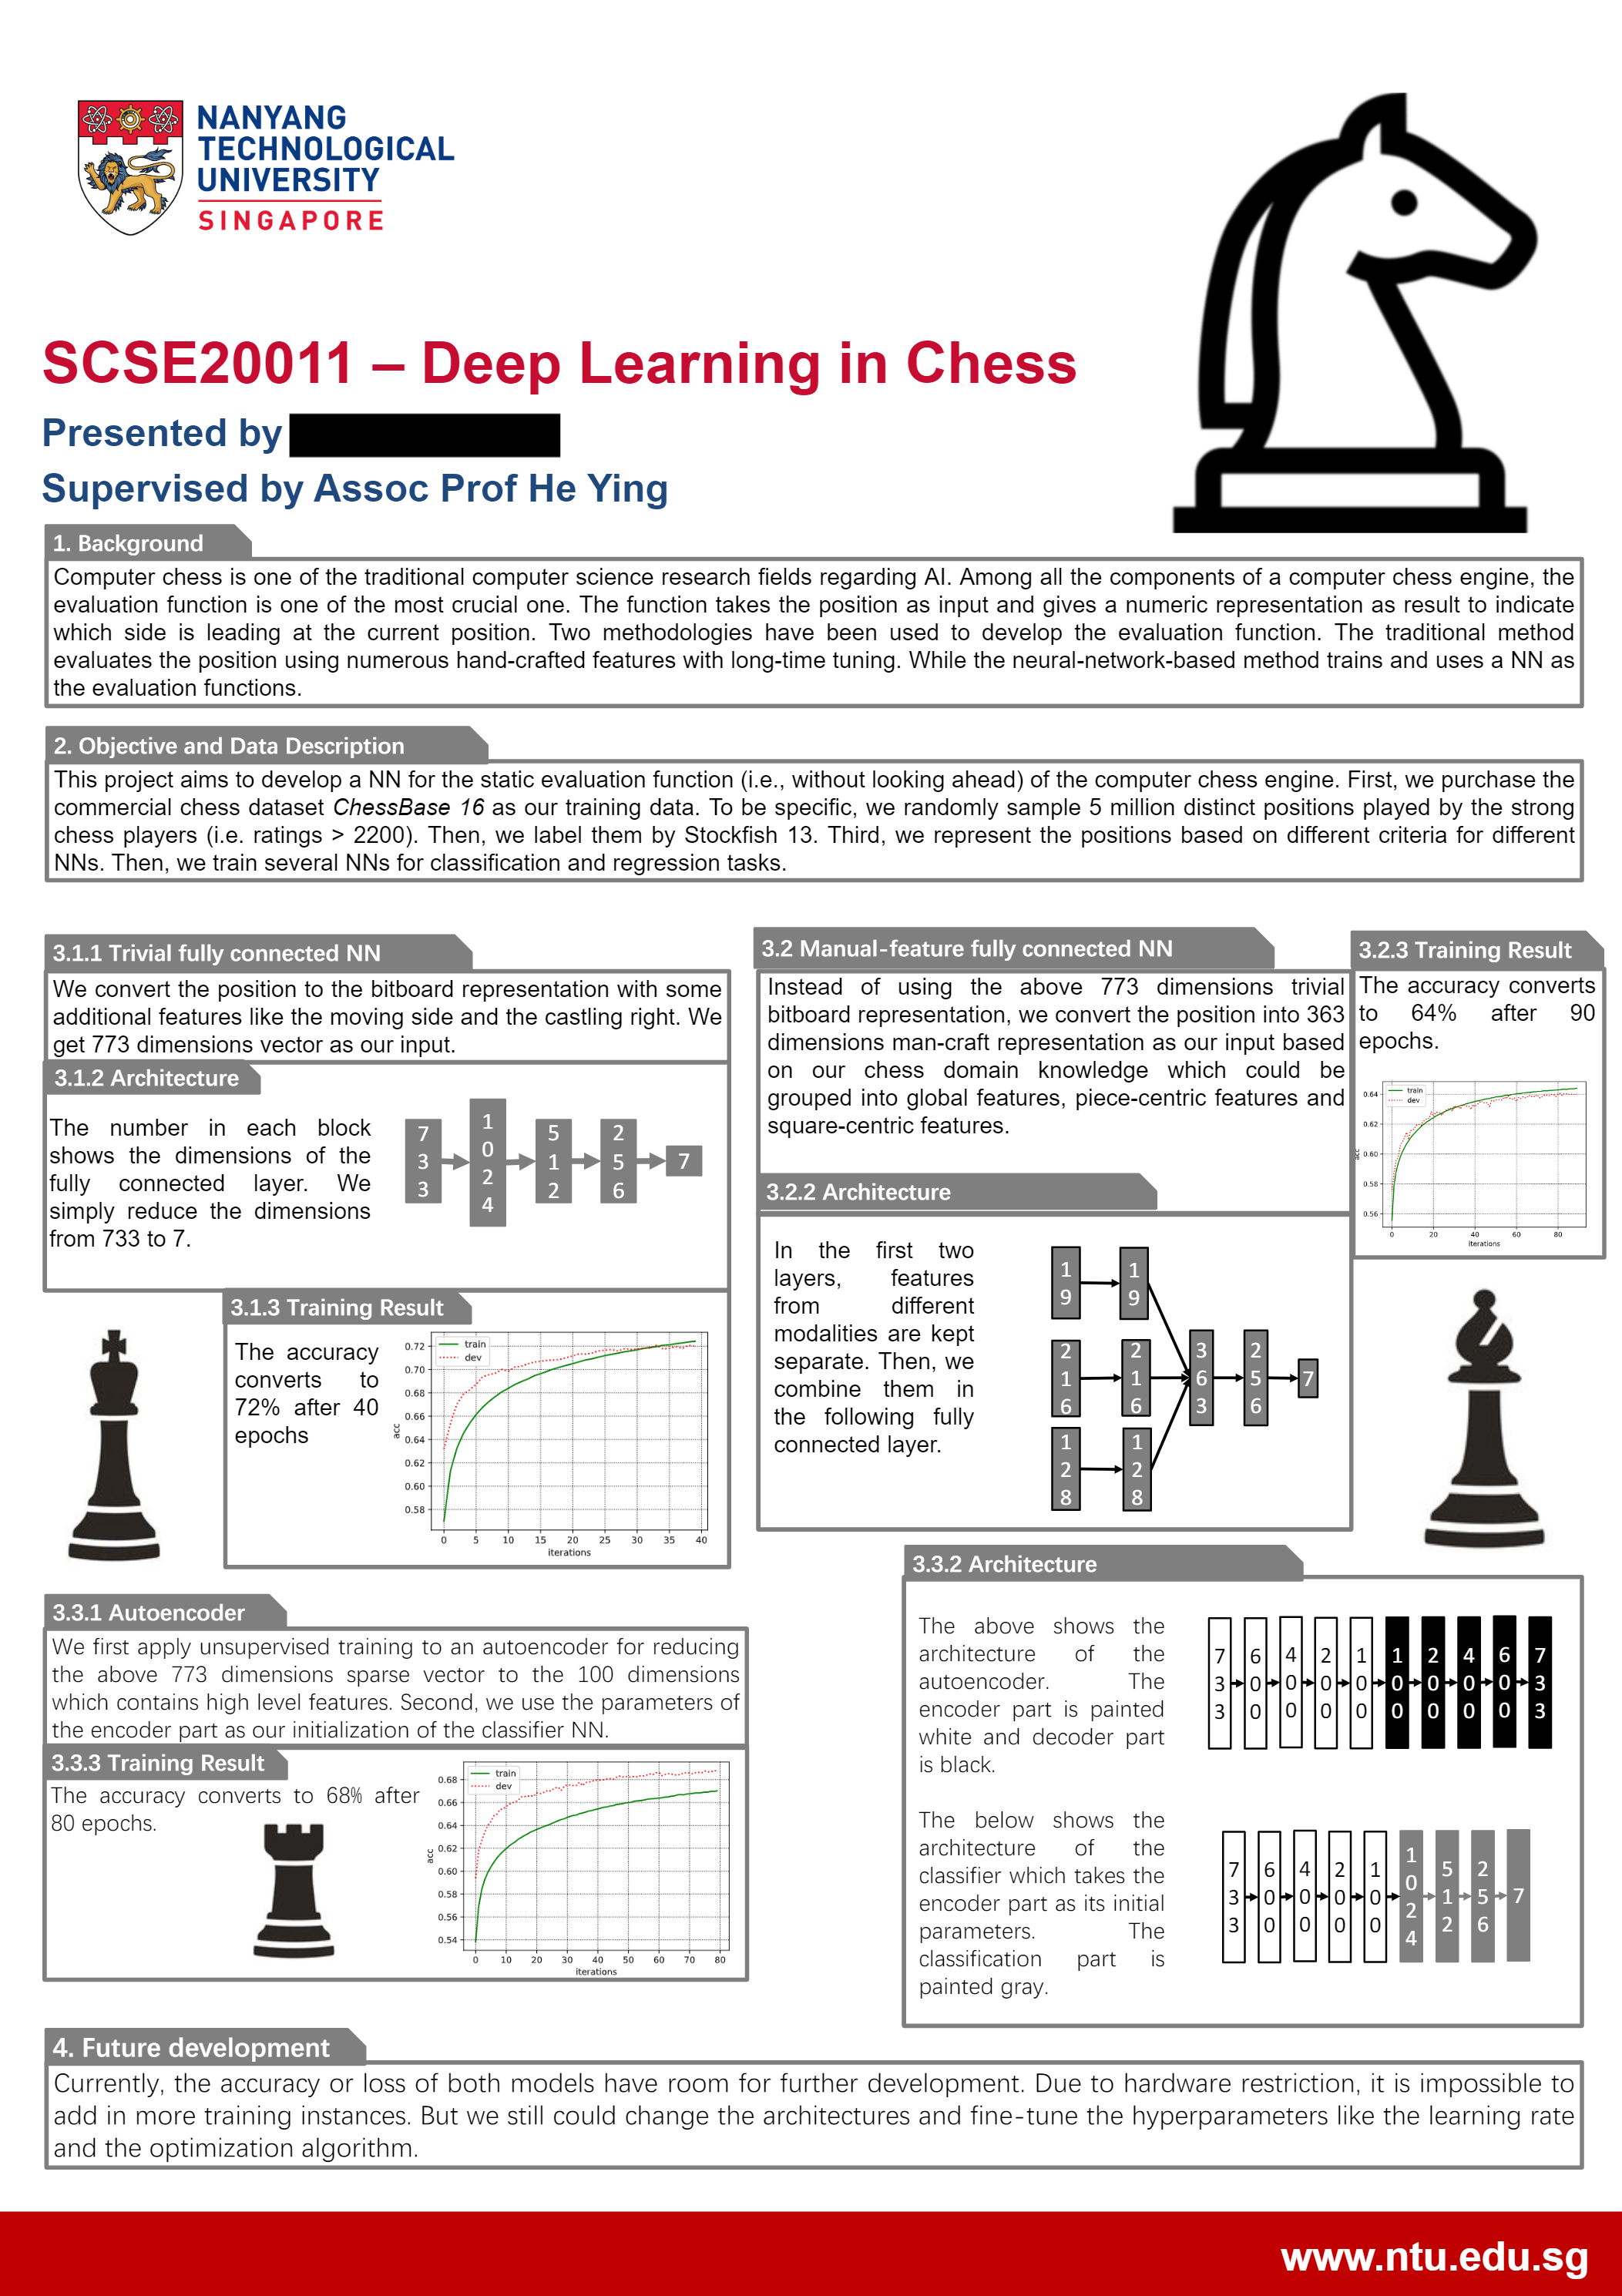 NANYANG
TECHNOLOGICAL
UNIVERSITY
SINGAPORE
SCSE20011 – Deep Learning in Chess
Presented by
Supervised by Assoc Prof He Ying
1. Background
Computer chess is one of the traditional computer science research fields regarding AI. Among all the components of a computer chess engine, the
evaluation function is one of the most crucial one. The function takes the position as input and gives a numeric representation as result to indicate
which side is leading at the current position. Two methodologies have been used to develop the evaluation function. The traditional method
evaluates the position using numerous hand-crafted features with long-time tuning. While the neural-network-based method trains and uses a NN as
the evaluation functions.
2. Objective and Data Description
This project aims to develop a NN for the static evaluation function (i.e., without looking ahead) of the computer chess engine. First, we purchase the
commercial chess dataset ChessBase 16 as our training data. To be specific, we randomly sample 5 million distinct positions played by the strong
chess players (i.e. ratings > 2200). Then, we label them by Stockfish 13. Third, we represent the positions based on different criteria for different
NNs. Then, we train several NNs for classification and regression tasks.
3.1.1 Trivial fully connected NN
We convert the position to the bitboard representation with some
additional features like the moving side and the castling right. We
get 773 dimensions vector as our input.
3.1.2 Architecture
The number in each block
shows the dimensions of the
fully connected layer. We
simply reduce the dimensions
from 733 to 7.
733
1024
512
256
7
3.1.3 Training Result
The accuracy
converts to
72% after 40
epochs
train
dev
0.72
0.70
0.68
0.66
0.64
0.62
0.60
0.58
acc
0 5 10 15 20 25 30 35 40
iterations
3.2 Manual-feature fully connected NN
Instead of using the above 773 dimensions trivial
bitboard representation, we convert the position into 363
dimensions man-craft representation as our input based
on our chess domain knowledge which could be
grouped into global features, piece-centric features and
square-centric features.
3.2.2 Architecture
In the first two
layers, features
from different
modalities are kept
separate. Then, we
combine them in
the following fully
connected layer.
19
19
216
216
128
128
363
256
7
3.2.3 Training Result
The accuracy converts
to 64% after 90
epochs.
train
dev
0.64
0.62
0.60
0.58
0.56
acc
0 20 40 60 80
iterations
3.3.1 Autoencoder
We first apply unsupervised training to an autoencoder for reducing
the above 773 dimensions sparse vector to the 100 dimensions
which contains high level features. Second, we use the parameters of
the encoder part as our initialization of the classifier NN.
3.3.3 Training Result
The accuracy converts to 68% after
80 epochs.
train
dev
0.68
0.66
0.64
0.62
0.60
0.58
0.56
0.54
acc
0 10 20 30 40 50 60 70 80
iterations
3.3.2 Architecture
The above shows the
architecture of the
autoencoder. The
encoder part is painted
white and decoder part
is black.
733
600
400
200
100
100
200
400
600
733
The below shows the
architecture of the
classifier which takes the
encoder part as its initial
parameters. The
classification part is
painted gray.
733
600
400
200
100
1024
512
256
7
4. Future development
Currently, the accuracy or loss of both models have room for further development. Due to hardware restriction, it is impossible to
add in more training instances. But we still could change the architectures and fine-tune the hyperparameters like the learning rate
and the optimization algorithm.
www.ntu.edu.sg